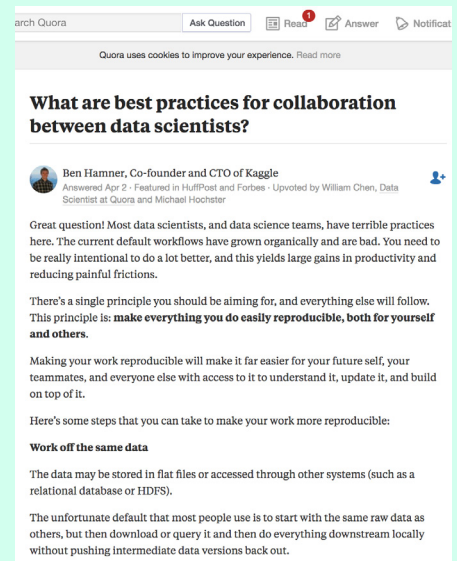 arch Quora Ask Question Read 1 Answer Notificat
Quora uses cookies to improve your experience. Read more
What are best practices for collaboration
between data scientists?
Ben Hamner, Co-founder and CTO of Kaggle
Answered Apr 2 · Featured in HuffPost and Forbes · Upvoted by William Chen, Data
Scientist at Quora and Michael Hochster
Great question! Most data scientists, and data science teams, have terrible practices
here. The current default workflows have grown organically and are bad. You need to
be really intentional to do a lot better, and this yields large gains in productivity and
reducing painful frictions.
There's a single principle you should be aiming for, and everything else will follow.
This principle is: make everything you do easily reproducible, both for yourself
and others.
Making your work reproducible will make it far easier for your future self, your
teammates, and everyone else with access to it to understand it, update it, and build
on top of it.
Here's some steps that you can take to make your work more reproducible:
Work off the same data
The data may be stored in flat files or accessed through other systems (such as a
relational database or HDFS).
The unfortunate default that most people use is to start with the same raw data as
others, but then download or query it and then do everything downstream locally
without pushing intermediate data versions back out.